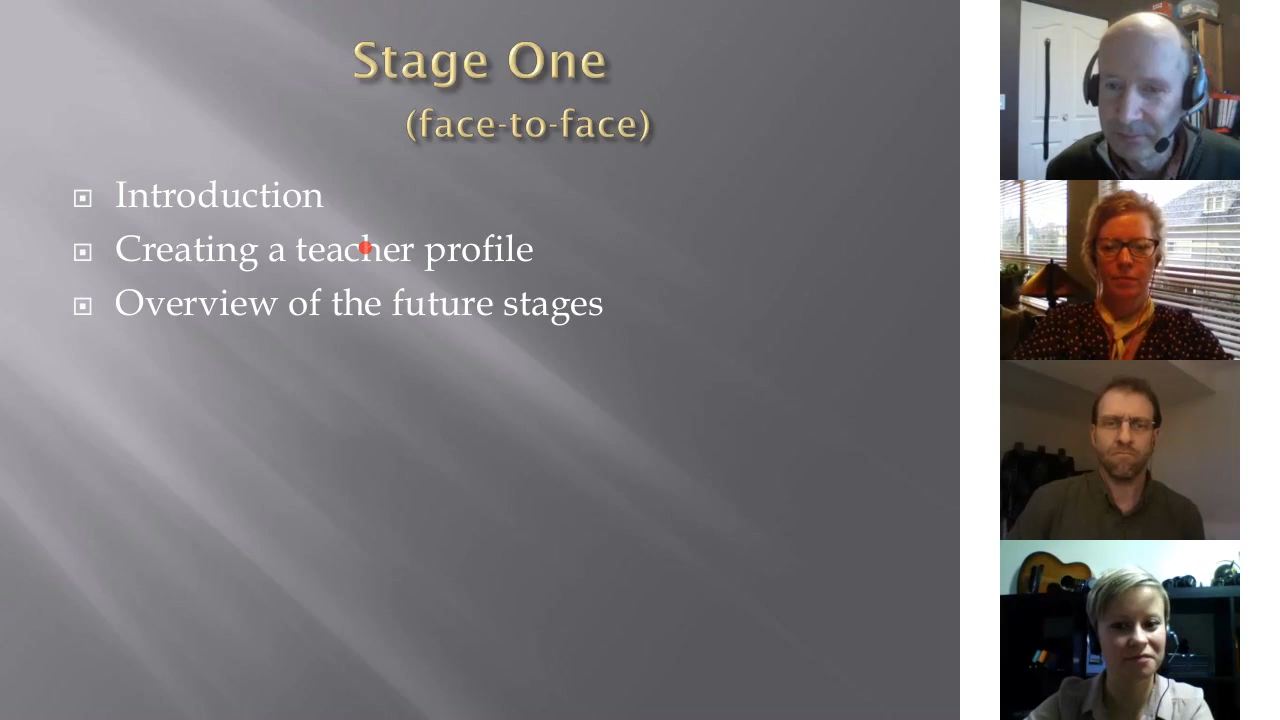 Stage One
(face-to-face)
Introduction
Creating a teacher profile
Overview of the future stages